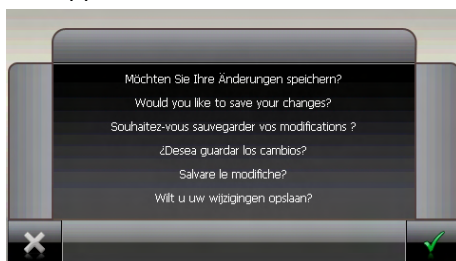 Möchten Sie Ihre Änderungen speichern?
Would you like to save your changes?
Souhaitez-vous sauvegarder vos modifications ?
¿Desea guardar los cambios?
Salvare le modifiche?
Wilt u uw wijzigingen opslaan?